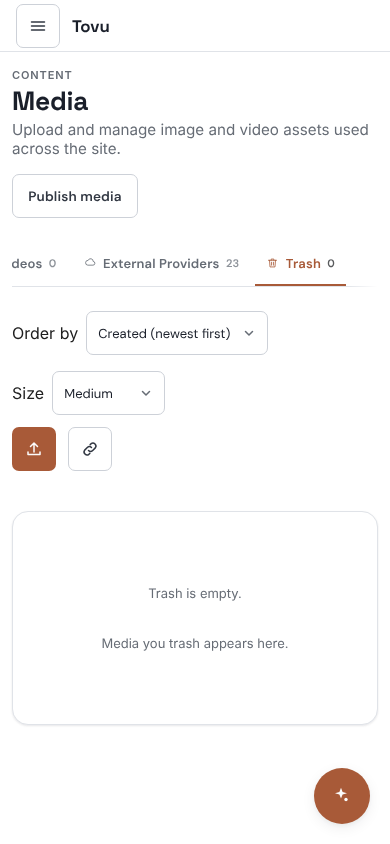 Tovu
CONTENT
Media
Upload and manage image and video assets used
across the site.
Publish media
deos 0
External Providers 23
Trash 0
Order by
Created (newest first)
Size
Medium
Trash is empty.
Media you trash appears here.